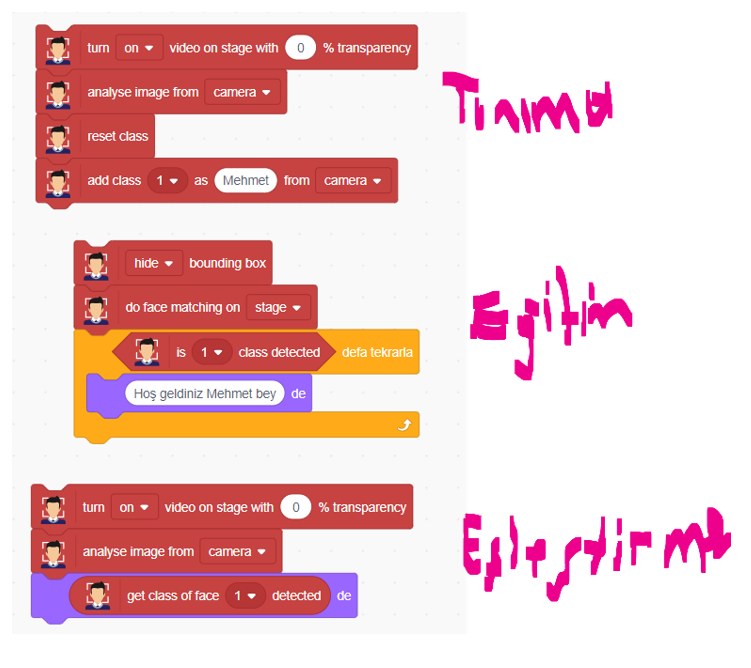 turn on video on stage with 0 % transparency
analyse image from camera
Tanıma
reset class
add class 1 as Mehmet from camera
hide bounding box
do face matching on stage
Egitim
is 1 class detected defa tekrarla
Hoş geldiniz Mehmet bey de
turn on video on stage with 0 % transparency
analyse image from camera
Eşleştirme
get class of face 1 detected de